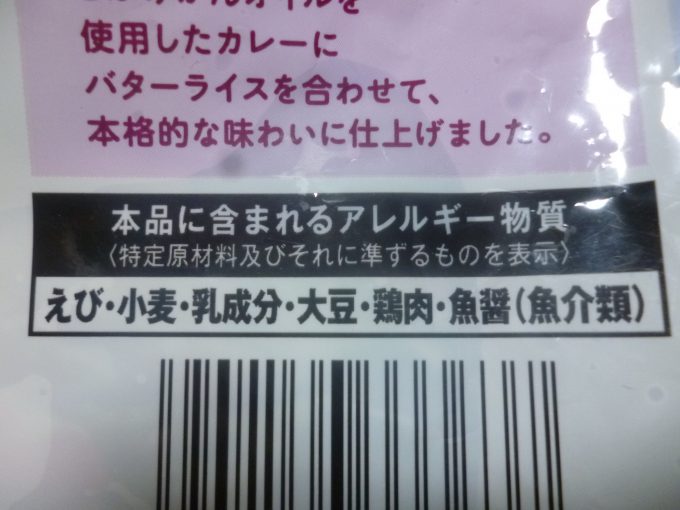 使用したカレーに
バターライスを合わせて、
本格的な味わいに仕上げました。
本品に含まれるアレルギー物質
〈特定原材料及びそれに準ずるものを表示〉
えび・小麦・乳成分・大豆・鶏肉・魚醤(魚介類)